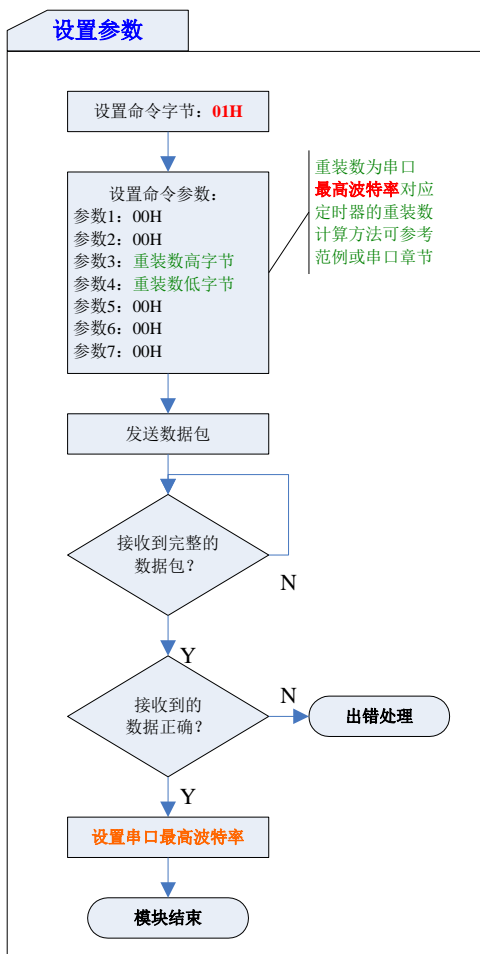 设置参数
设置命令字节：01H
设置命令参数：
参数1：00H
参数2：00H
参数3：重装数高字节
参数4：重装数低字节
参数5：00H
参数6：00H
参数7：00H
重装数为串口
最高波特率对应
定时器的重装数
计算方法可参考
范例或串口章节
发送数据包
接收到完整的
数据包？
N
Y
接收到的
数据正确？
N
出错处理
Y
设置串口最高波特率
模块结束